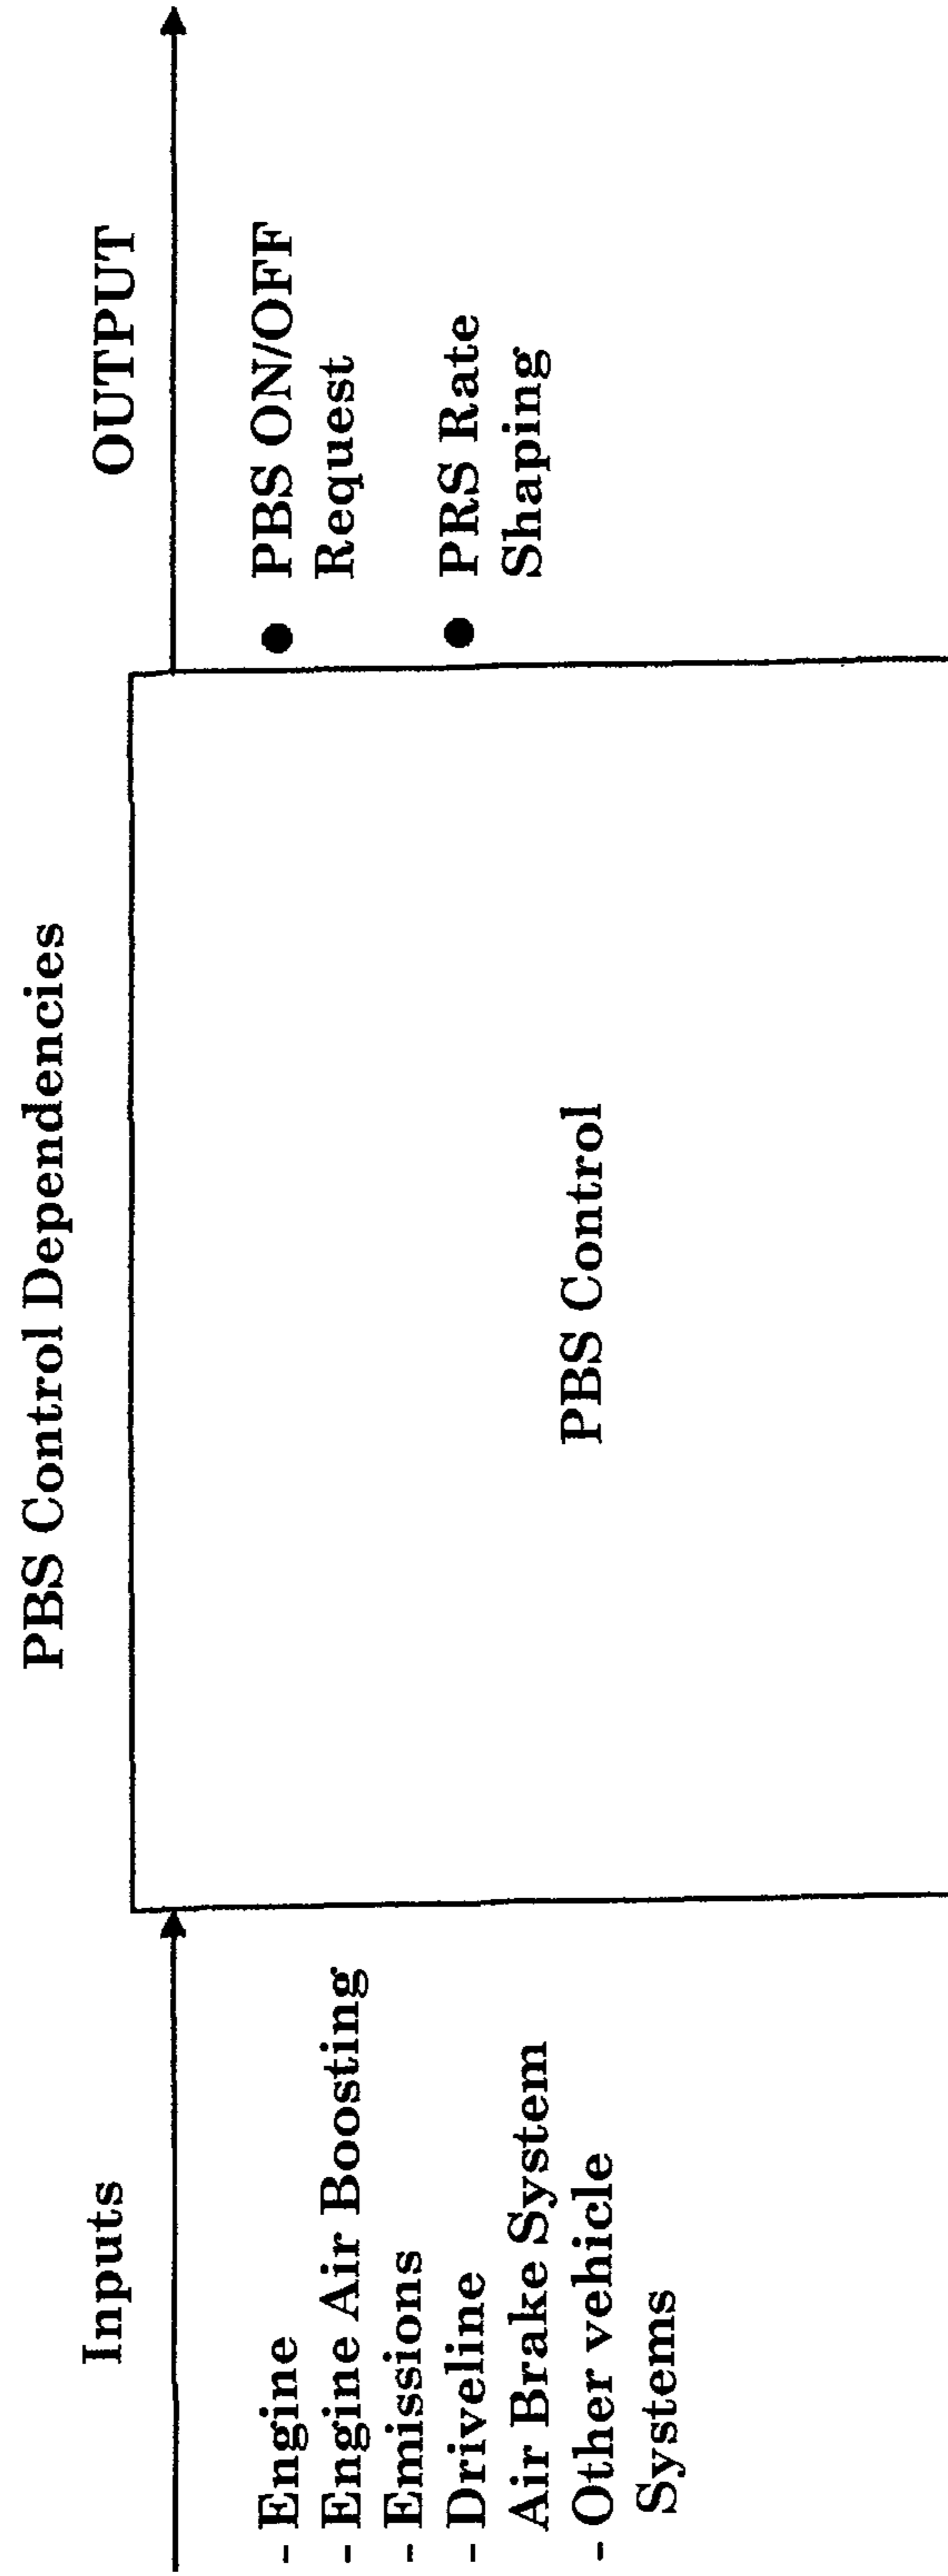 PBS Control Dependencies
Inputs
- Engine
- Engine Air Boosting
- Emissions
- Driveline
Air Brake System
- Other vehicle
Systems
PBS Control
OUTPUT
● PBS ON/OFF
Request
● PRS Rate
Shaping